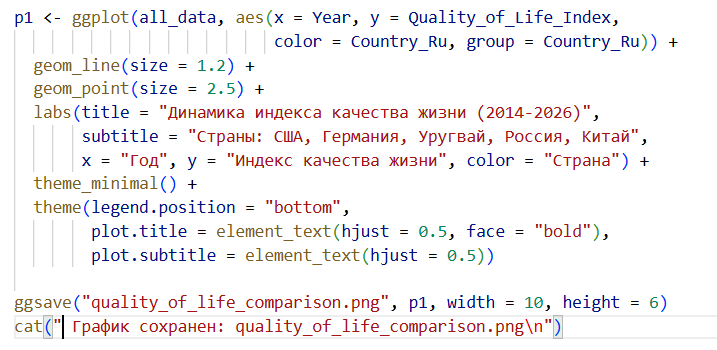 p1 <- ggplot(all_data, aes(x = Year, y = Quality_of_Life_Index,
                           color = Country_Ru, group = Country_Ru)) +
  geom_line(size = 1.2) +
  geom_point(size = 2.5) +
  labs(title = "Динамика индекса качества жизни (2014-2026)",
       subtitle = "Страны: США, Германия, Уругвай, Россия, Китай",
       x = "Год", y = "Индекс качества жизни", color = "Страна") +
  theme_minimal() +
  theme(legend.position = "bottom",
        plot.title = element_text(hjust = 0.5, face = "bold"),
        plot.subtitle = element_text(hjust = 0.5))

ggsave("quality_of_life_comparison.png", p1, width = 10, height = 6)
cat(" График сохранен: quality_of_life_comparison.png\n")